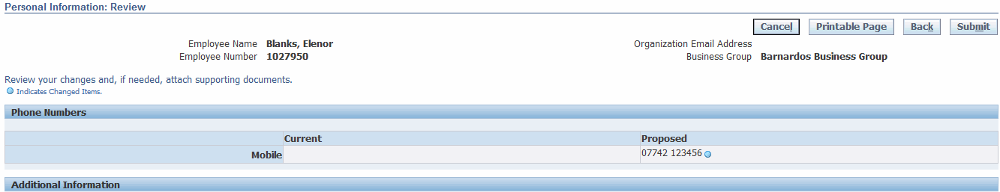 Personal Information: Review
Cancel Printable Page Back Submit
Employee Name Blanks, Elenor Organization Email Address
Employee Number 1027950 Business Group Barnardos Business Group
Review your changes and, if needed, attach supporting documents.
Indicates Changed Items.
Phone Numbers
Current Proposed
Mobile 07742 123456
Additional Information